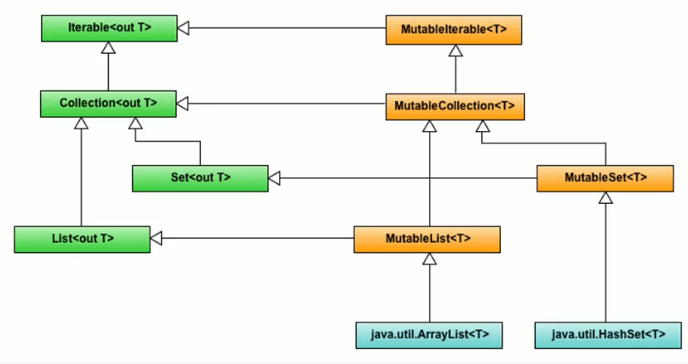 Iterable<out T>
MutableIterable<T>
Collection<out T>
MutableCollection<T>
Set<out T>
MutableSet<T>
List<out T>
MutableList<T>
java.util.ArrayList<T>
java.util.HashSet<T>